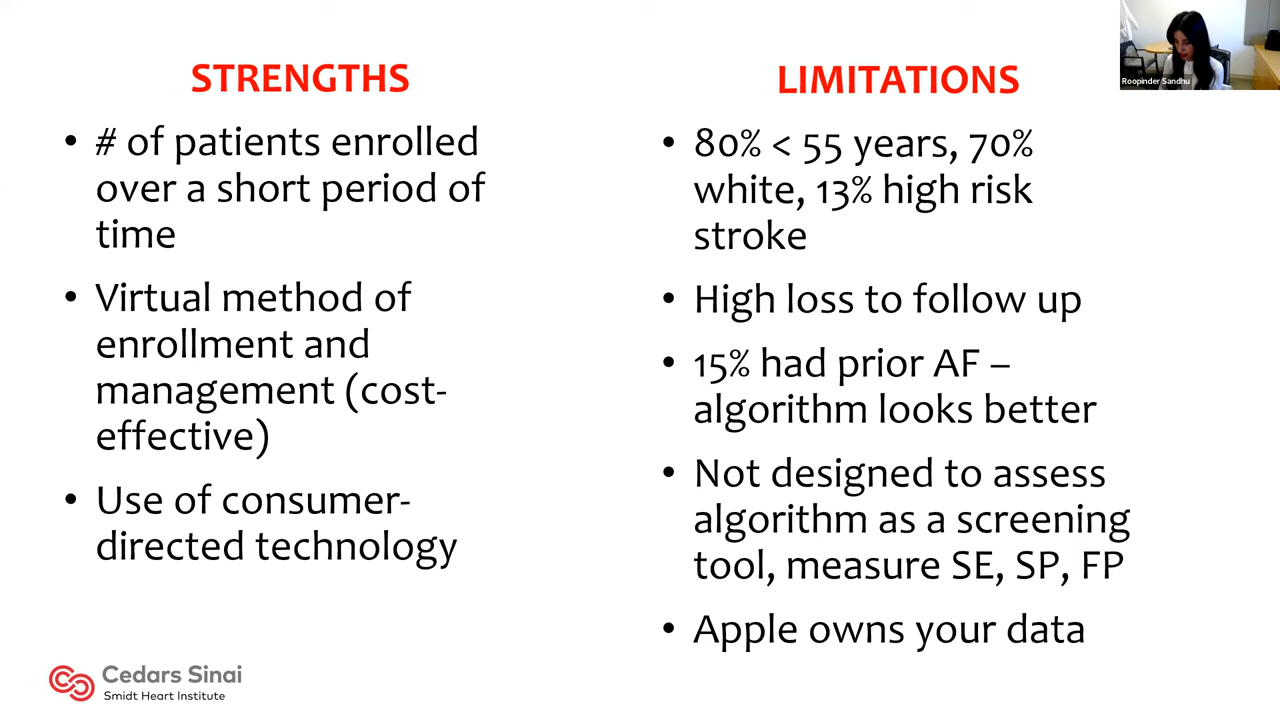 STRENGTHS
• # of patients enrolled
over a short period of
time
• Virtual method of
enrollment and
management (cost-
effective)
• Use of consumer-
directed technology
LIMITATIONS
• 80% < 55 years, 70%
white, 13% high risk
stroke
• High loss to follow up
• 15% had prior AF –
algorithm looks better
• Not designed to assess
algorithm as a screening
tool, measure SE, SP, FP
• Apple owns your data
Roopinder Sandhu
Cedars Sinai
Smidt Heart Institute